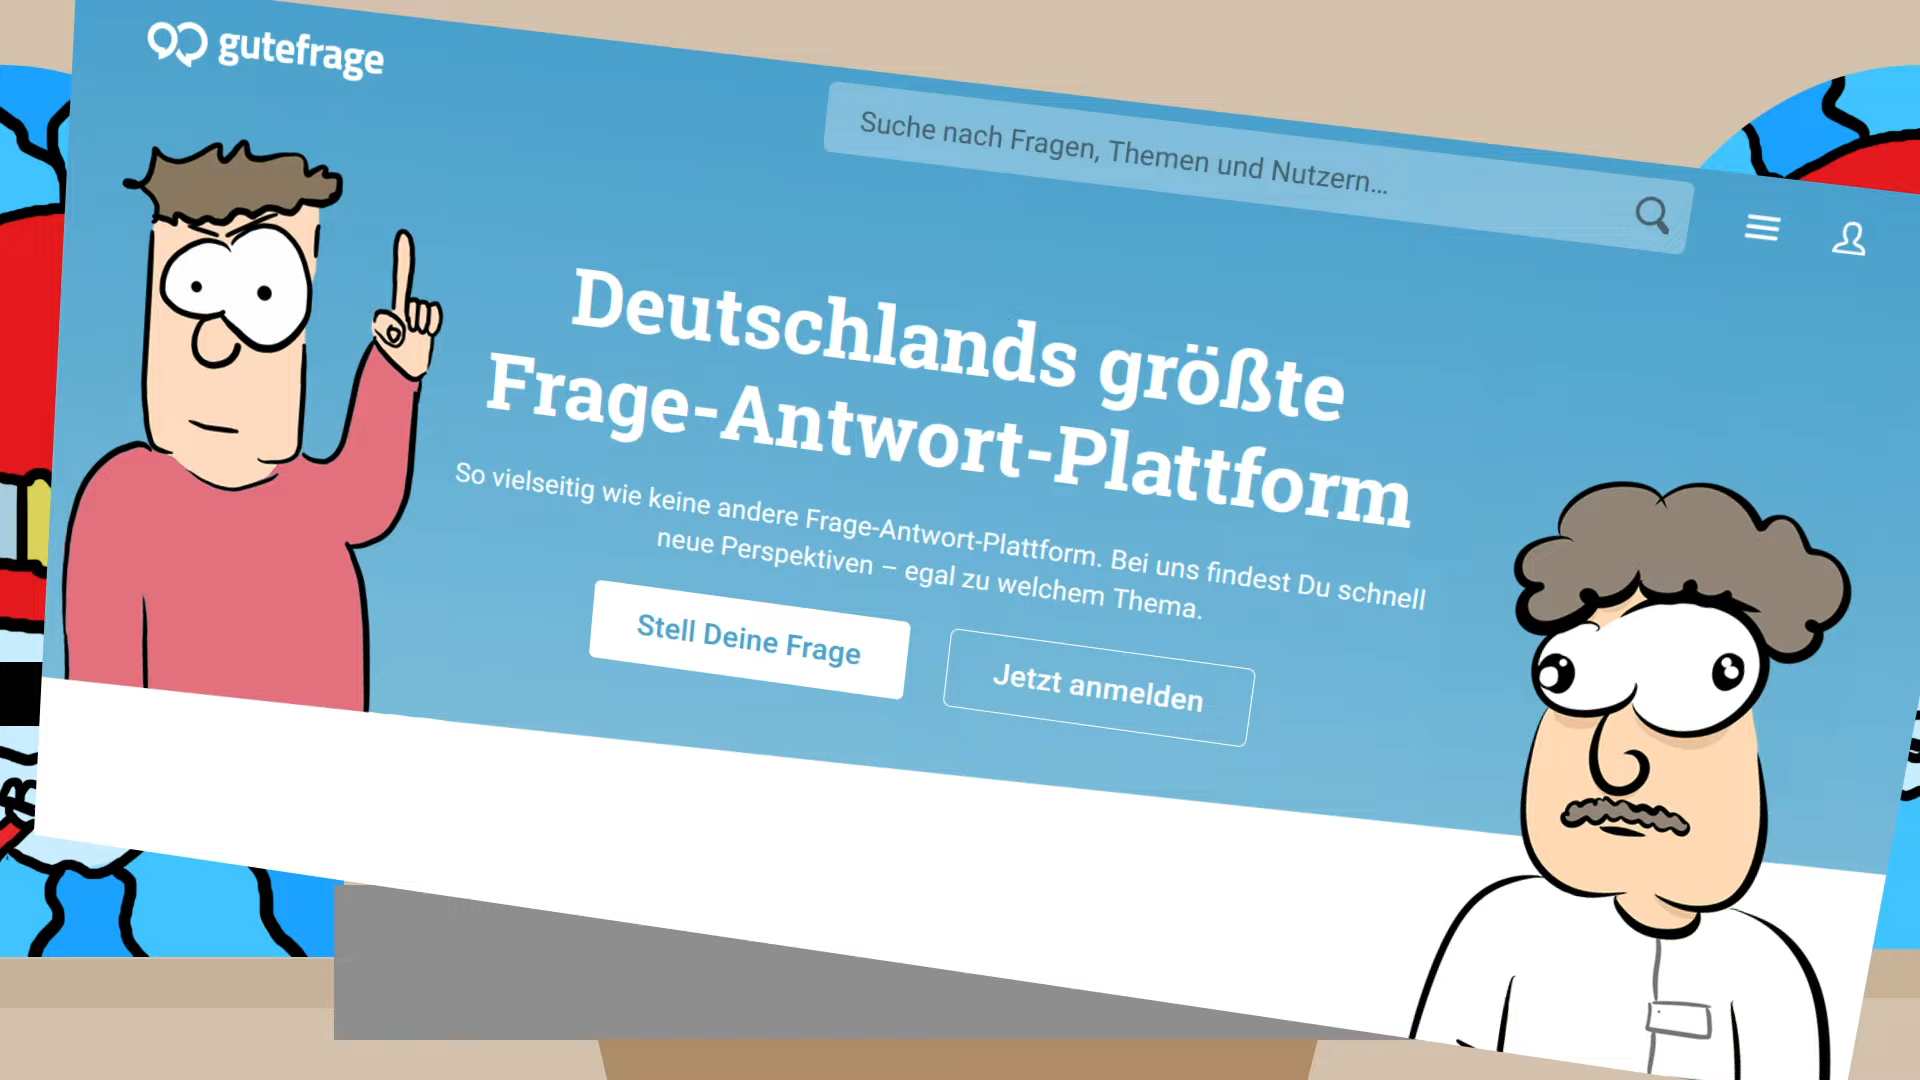 gutefrage
Suche nach Fragen, Themen und Nutzern...
Deutschlands größte
Frage-Antwort-Plattform
So vielseitig wie keine andere Frage-Antwort-Plattform. Bei uns findest Du schnell
neue Perspektiven – egal zu welchem Thema.
Stell Deine Frage
Jetzt anmelden